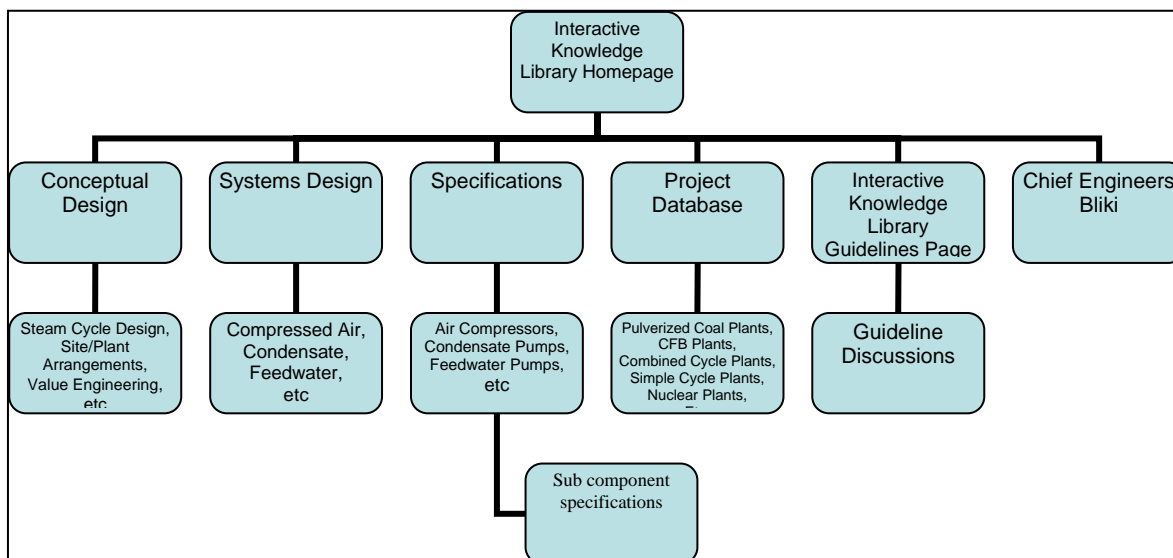 Interactive
Knowledge
Library Homepage
Conceptual
Design
Systems Design
Specifications
Project
Database
Interactive
Knowledge
Library
Guidelines Page
Chief Engineers
Bliki
Steam Cycle Design,
Site/Plant
Arrangements,
Value Engineering,
etc
Compressed Air,
Condensate,
Feedwater,
etc
Air Compressors,
Condensate Pumps,
Feedwater Pumps,
etc
Pulverized Coal Plants,
CFB Plants,
Combined Cycle Plants,
Simple Cycle Plants,
Nuclear Plants,
Guideline
Discussions
Sub component
specifications